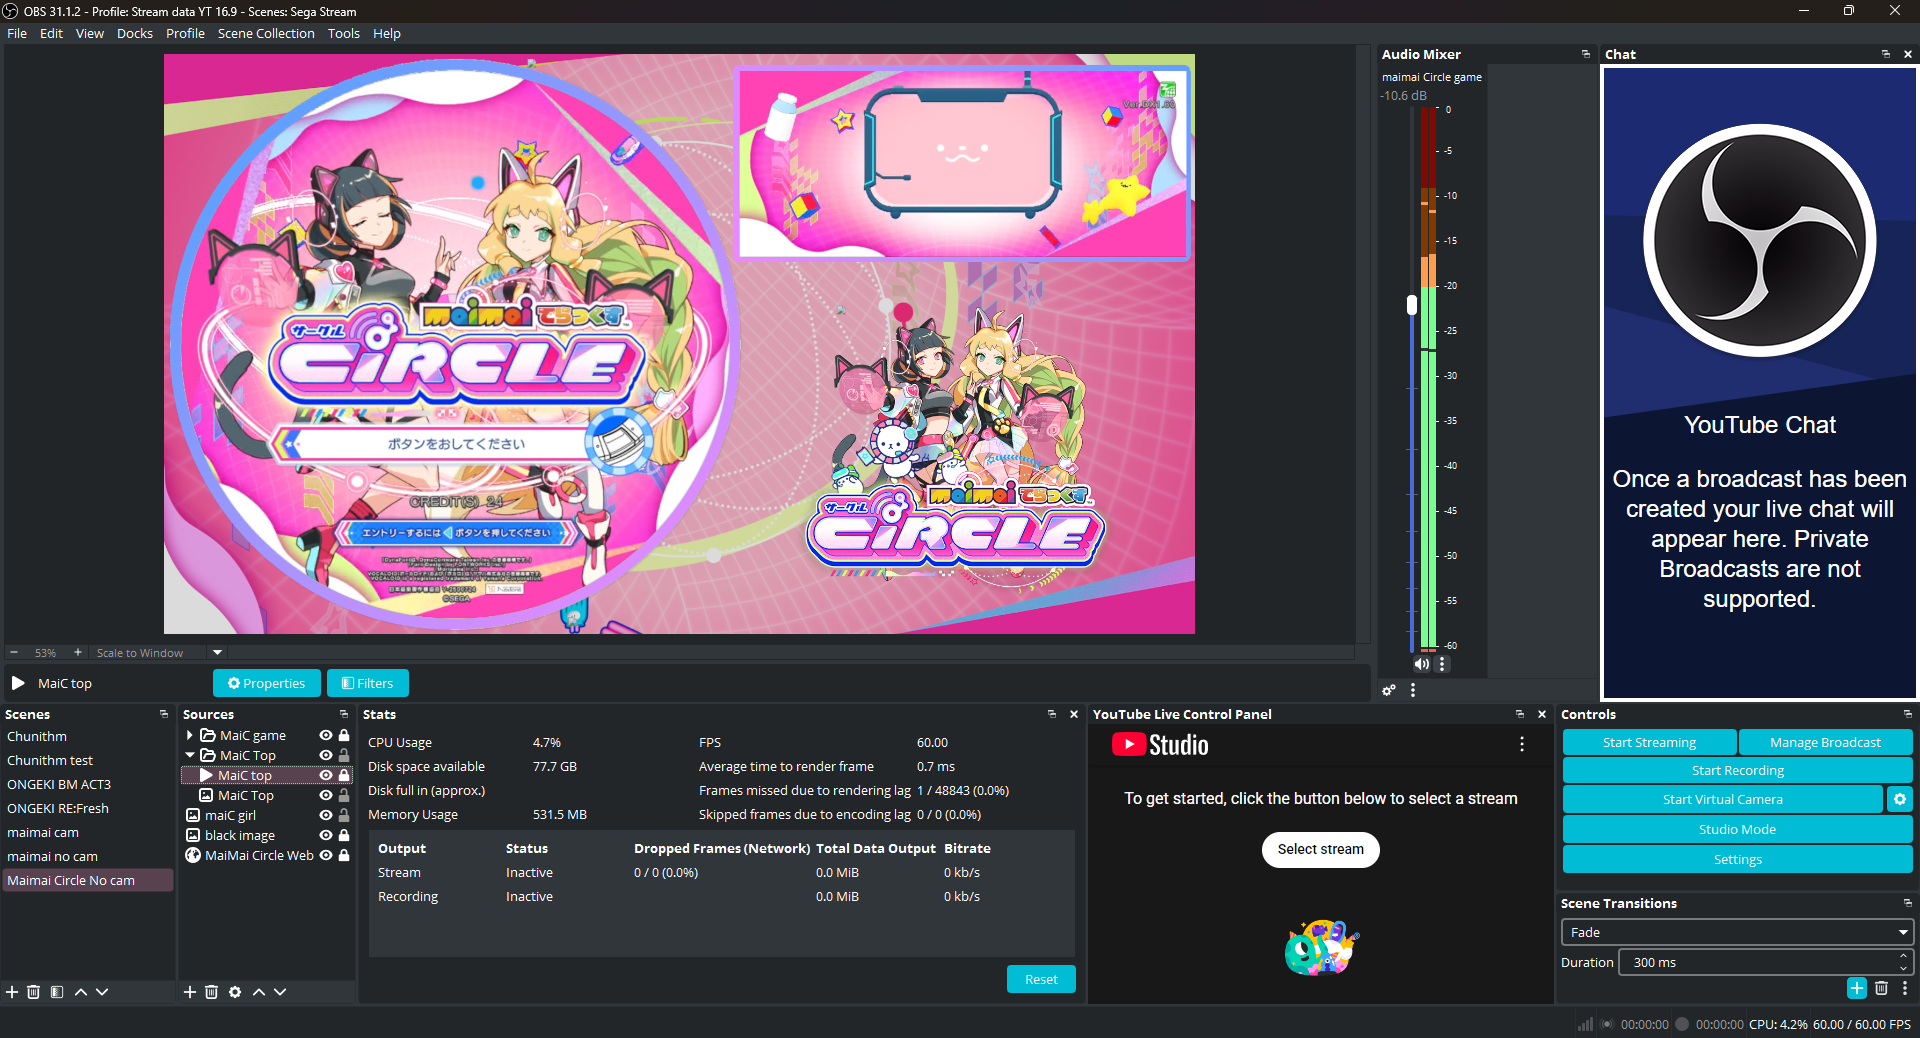 OBS 31.1.2 - Profile: Stream data YT 16.9 - Scenes: Sega Stream
File Edit View Docks Profile Scene Collection Tools Help
Ver.DX1.60
サークル
maimai でらっくす
CiRCLE
ボタンをおしてください
CREDIT(S) 24
エントリーするには ボタンを押してください
VOCALOID is a registered trademark of Yamaha Corporation
©SEGA
サークル
maimai でらっくす
CiRCLE
53%
Scale to Window
Audio Mixer
maimai Circle game
-10.6 dB
0
-5
-10
-15
-20
-25
-30
-35
-40
-45
-50
-55
-60
Chat
YouTube Chat
Once a broadcast has been
created your live chat will
appear here. Private
Broadcasts are not
supported.
MaiC top
Properties
Filters
Scenes
Chunithm
Chunithm test
ONGEKI BM ACT3
ONGEKI RE:Fresh
maimai cam
maimai no cam
Maimai Circle No cam
Sources
MaiC game
MaiC Top
MaiC top
MaiC Top
maiC girl
black image
MaiMai Circle Web
Stats
CPU Usage 4.7% FPS 60.00
Disk space available 77.7 GB Average time to render frame 0.7 ms
Disk full in (approx.) Frames missed due to rendering lag 1 / 48843 (0.0%)
Memory Usage 531.5 MB Skipped frames due to encoding lag 0 / 0 (0.0%)
Output Status Dropped Frames (Network) Total Data Output Bitrate
Stream Inactive 0 / 0 (0.0%) 0.0 MiB 0 kb/s
Recording Inactive 0.0 MiB 0 kb/s
Reset
YouTube Live Control Panel
Studio
To get started, click the button below to select a stream
Select stream
Controls
Start Streaming
Manage Broadcast
Start Recording
Start Virtual Camera
Studio Mode
Settings
Scene Transitions
Fade
Duration 300 ms
00:00:00 00:00:00 CPU: 4.2% 60.00 / 60.00 FPS